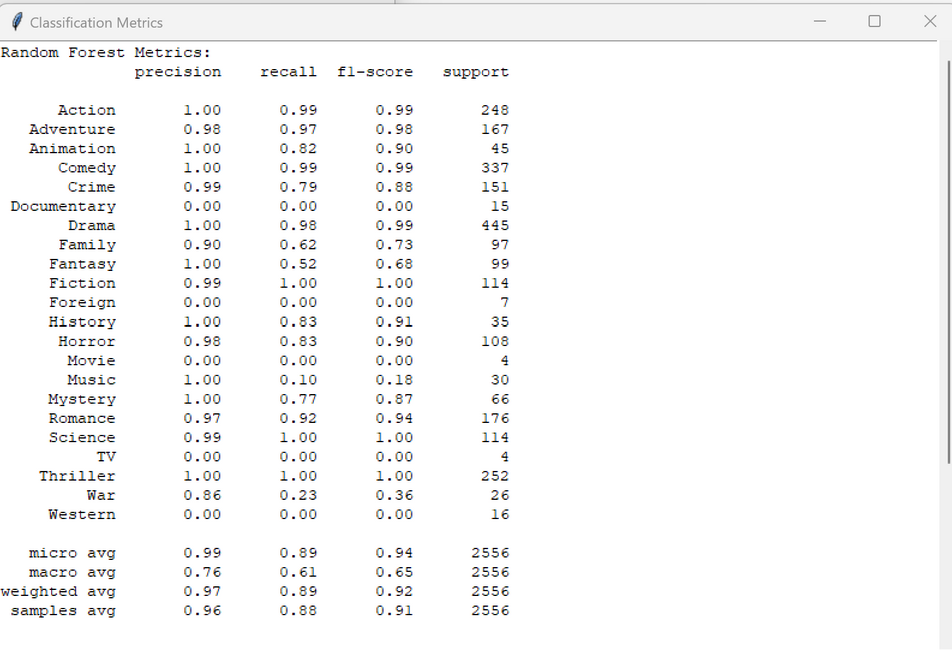 Classification Metrics
Random Forest Metrics:
precision recall f1-score support
Action 1.00 0.99 0.99 248
Adventure 0.98 0.97 0.98 167
Animation 1.00 0.82 0.90 45
Comedy 1.00 0.99 0.99 337
Crime 0.99 0.79 0.88 151
Documentary 0.00 0.00 0.00 15
Drama 1.00 0.98 0.99 445
Family 0.90 0.62 0.73 97
Fantasy 1.00 0.52 0.68 99
Fiction 0.99 1.00 1.00 114
Foreign 0.00 0.00 0.00 7
History 1.00 0.83 0.91 35
Horror 0.98 0.83 0.90 108
Movie 0.00 0.00 0.00 4
Music 1.00 0.10 0.18 30
Mystery 1.00 0.77 0.87 66
Romance 0.97 0.92 0.94 176
Science 0.99 1.00 1.00 114
TV 0.00 0.00 0.00 4
Thriller 1.00 1.00 1.00 252
War 0.86 0.23 0.36 26
Western 0.00 0.00 0.00 16
micro avg 0.99 0.89 0.94 2556
macro avg 0.76 0.61 0.65 2556
weighted avg 0.97 0.89 0.92 2556
samples avg 0.96 0.88 0.91 2556